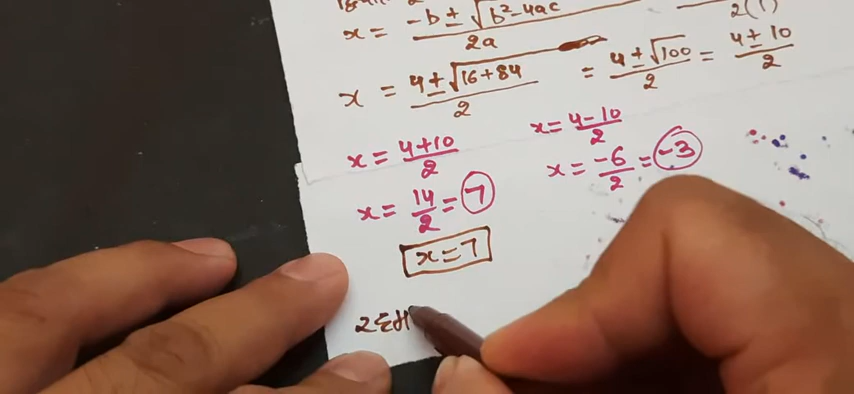 x = -b ± √b²-4ac / 2a
2(1)
x = 4 ± √16+84 / 2 = 4 ± √100 / 2 = 4 ± 10 / 2
x = 4+10 / 2
x = 4-10 / 2
x = 14/2 = 7
x = -6/2 = -3
x = 7